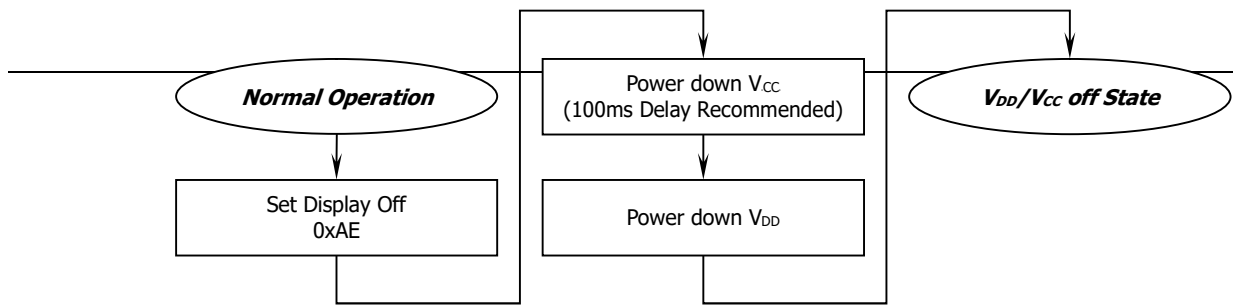 Normal Operation
Set Display Off
0xAE
Power down VCC
(100ms Delay Recommended)
Power down VDD
VDD/VCC off State